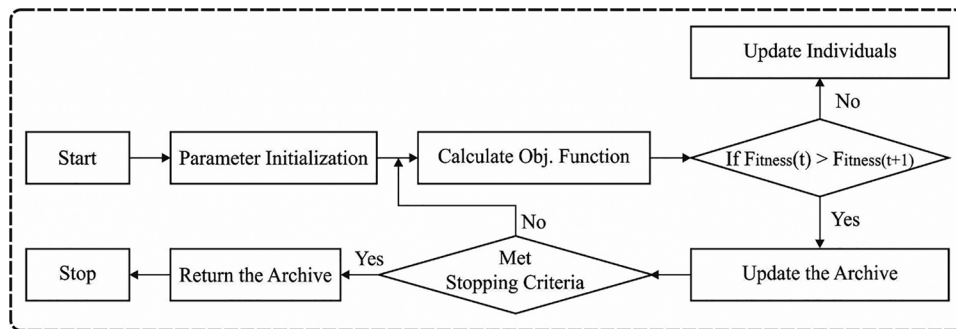 Update Individuals
No
Start
Parameter Initialization
Calculate Obj. Function
If Fitness(t) > Fitness(t+1)
No
Yes
Stop
Return the Archive
Yes
Met
Stopping Criteria
Update the Archive